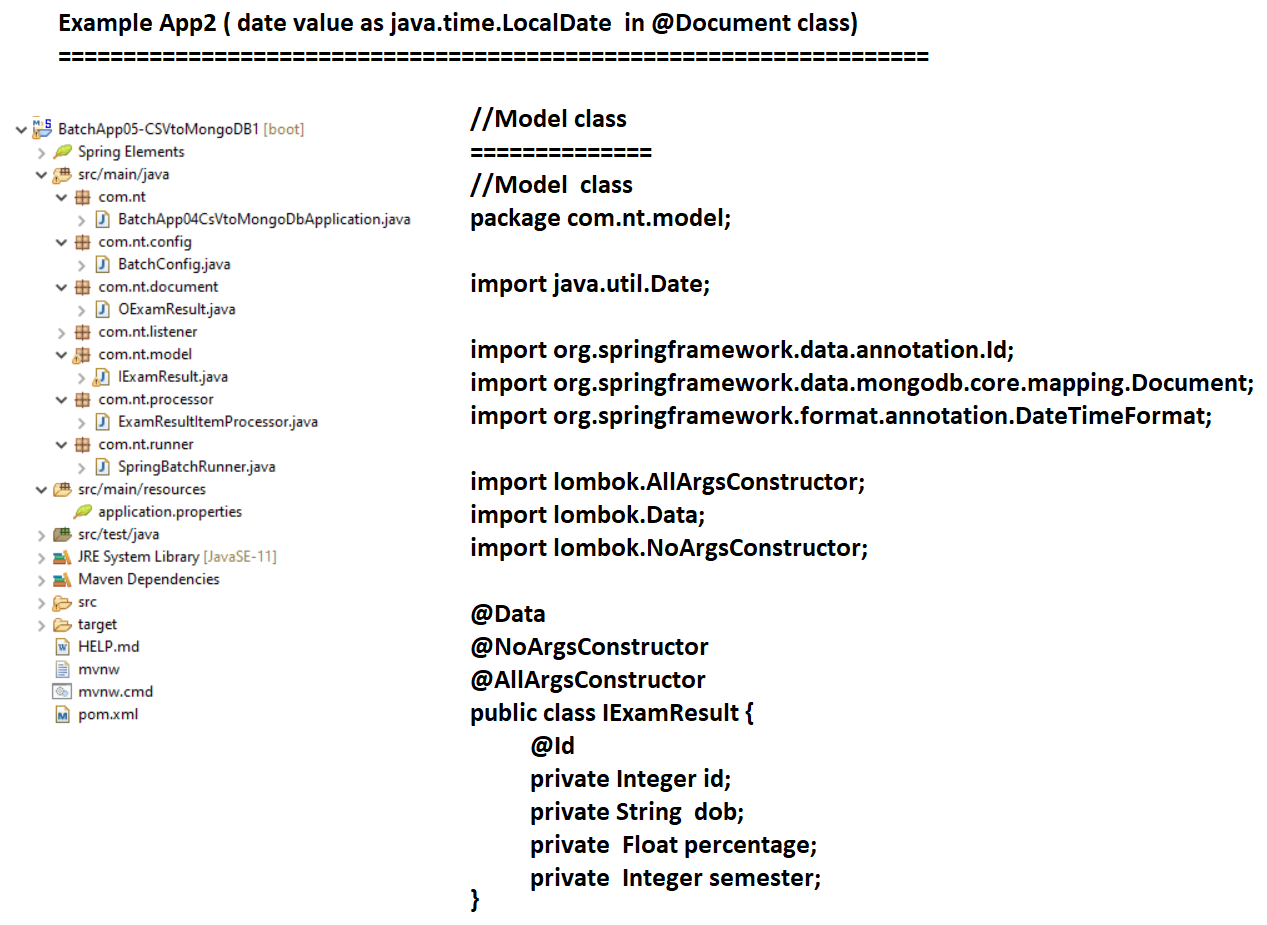 Example App2 ( date value as java.time.LocalDate  in @Document class)
===================================================================
BatchApp05-CSVtoMongoDB1 [boot]
Spring Elements
src/main/java
com.nt
BatchApp04CsVtoMongoDbApplication.java
com.nt.config
BatchConfig.java
com.nt.document
OExamResult.java
com.nt.listener
com.nt.model
IExamResult.java
com.nt.processor
ExamResultItemProcessor.java
com.nt.runner
SpringBatchRunner.java
src/main/resources
application.properties
src/test/java
JRE System Library [JavaSE-11]
Maven Dependencies
src
target
HELP.md
mvnw
mvnw.cmd
pom.xml
//Model class
==============
//Model  class
package com.nt.model;
import java.util.Date;
import org.springframework.data.annotation.Id;
import org.springframework.data.mongodb.core.mapping.Document;
import org.springframework.format.annotation.DateTimeFormat;
import lombok.AllArgsConstructor;
import lombok.Data;
import lombok.NoArgsConstructor;
@Data
@NoArgsConstructor
@AllArgsConstructor
public class IExamResult {
@Id
private Integer id;
private String  dob;
private  Float percentage;
private  Integer semester;
}